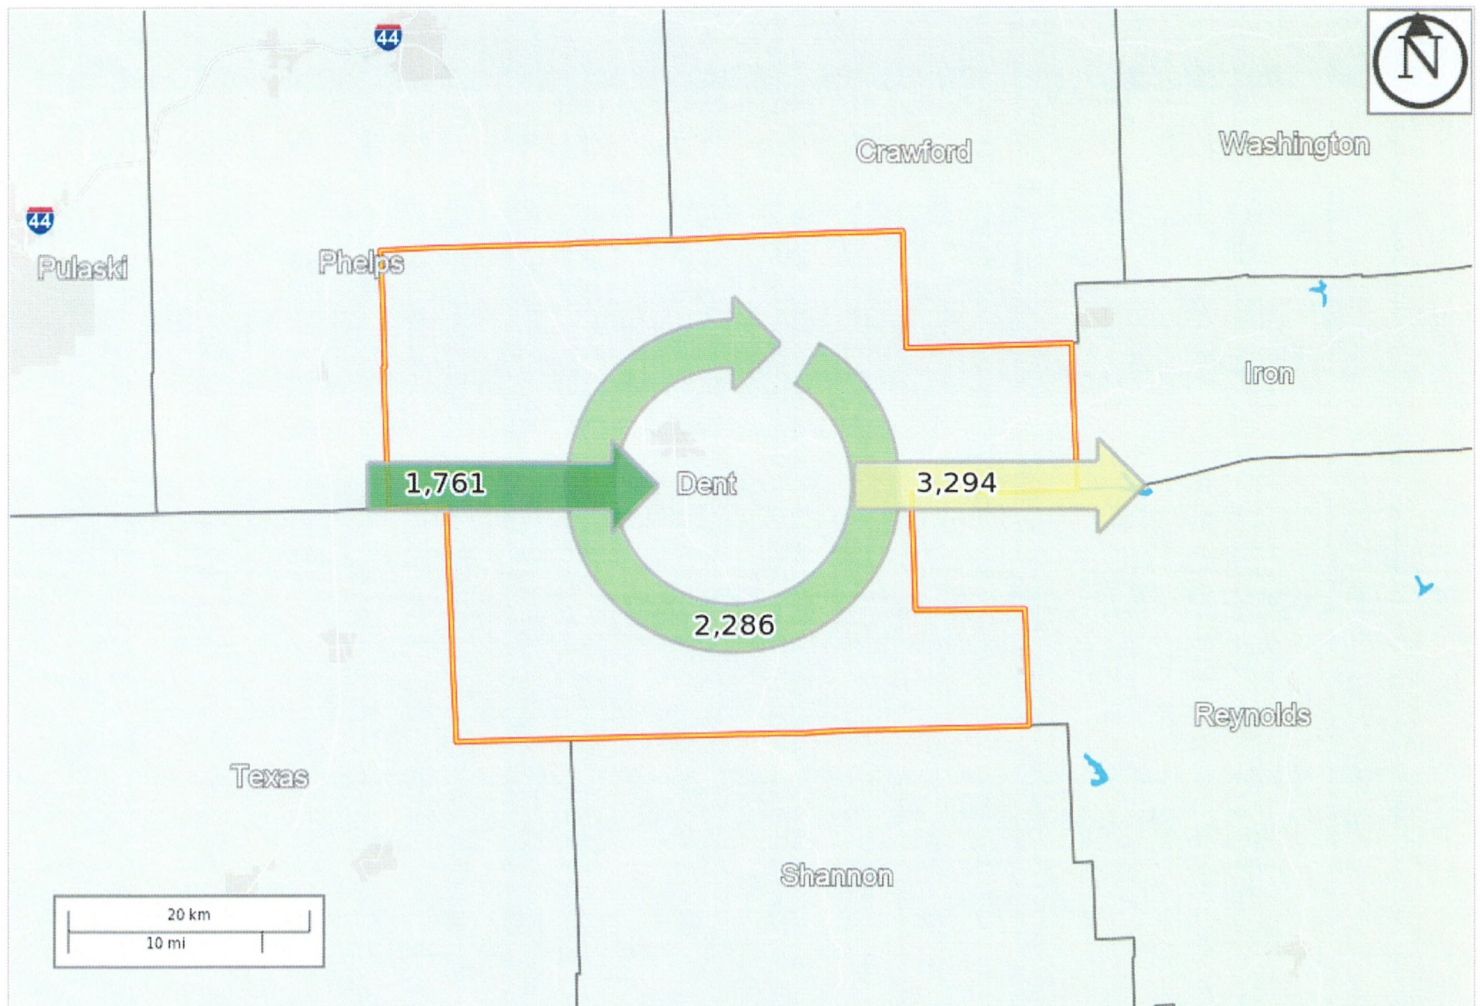 44
N
Crawford
Washington
44
Pulaski
Phelps
Iron
1,761
Dent
3,294
2,286
Reynolds
Texas
Shannon
20 km
10 mi